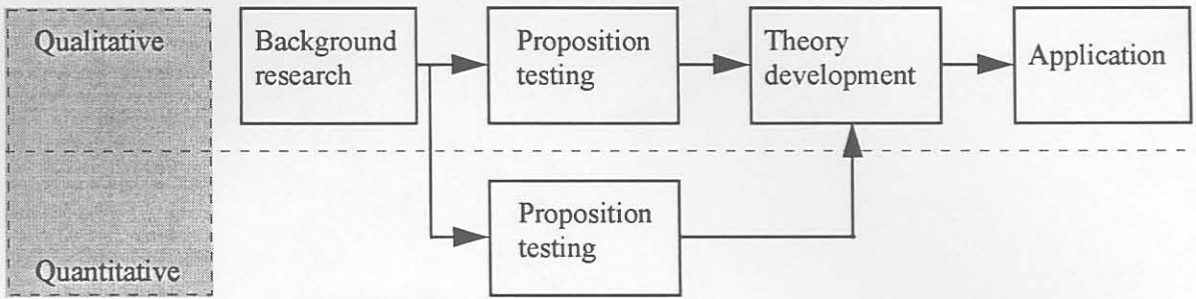 Qualitative
Background
research
Proposition
testing
Theory
development
Application
Proposition
testing
Quantitative